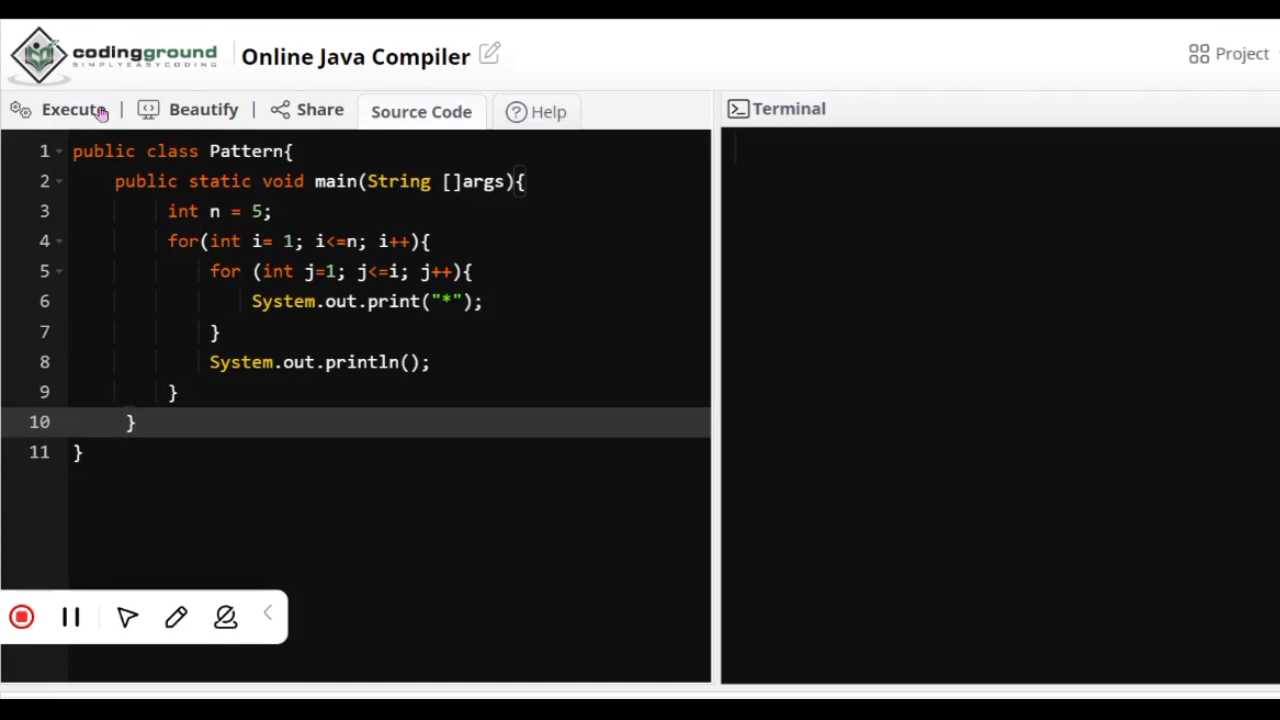 codingground
SIMPLYEASYCODING
Online Java Compiler
Project
Execute | Beautify | Share Source Code Help
Terminal
1 public class Pattern{
2 public static void main(String []args){
3 int n = 5;
4 for(int i= 1; i<=n; i++){
5 for (int j=1; j<=i; j++){
6 System.out.print("*");
7 }
8 System.out.println();
9 }
10 }
11 }